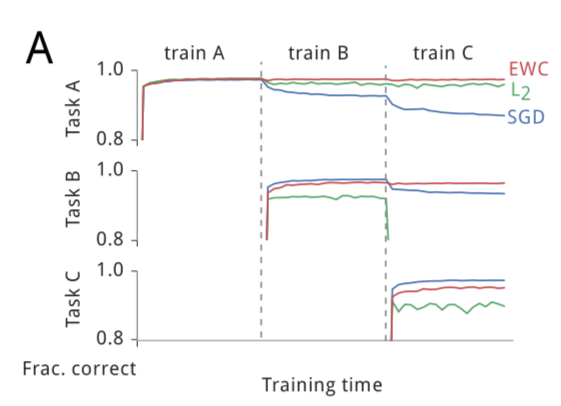 A
train A train B train C
EWC
L2
SGD
Task A
1.0
0.8
Task B
1.0
0.8
Task C
1.0
0.8
Frac. correct
Training time